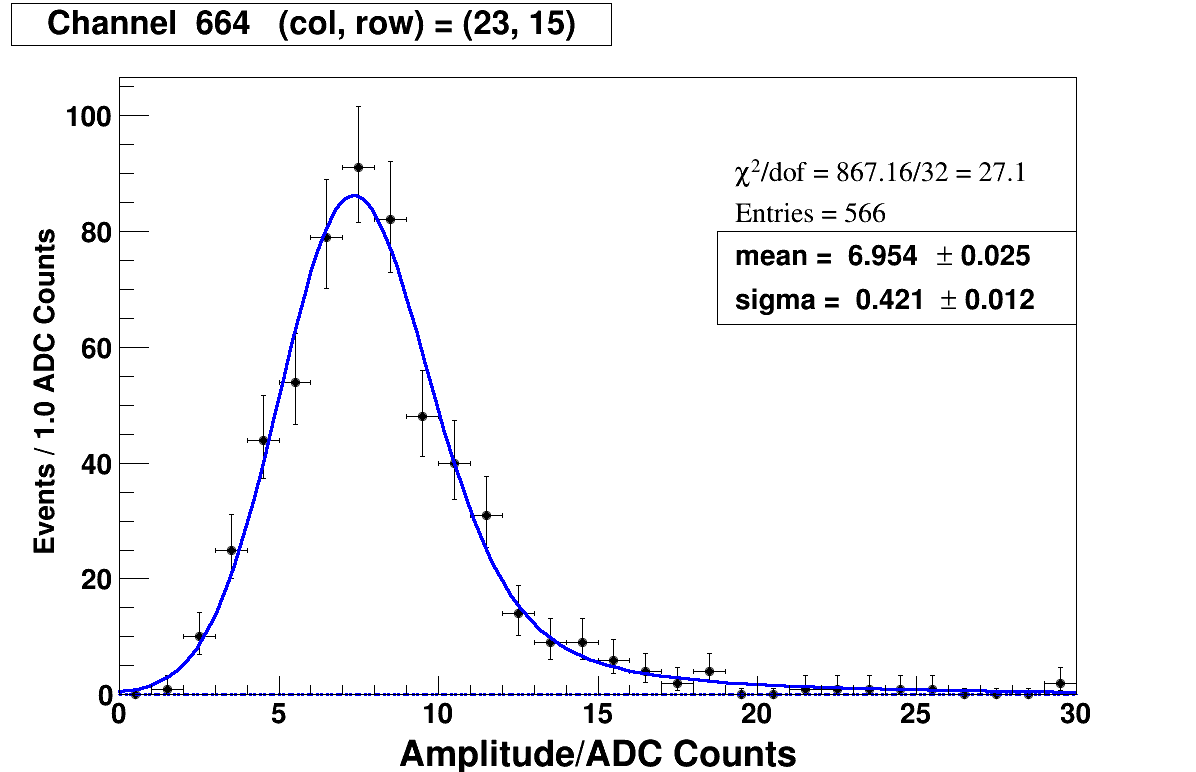 Channel 664 (col, row) = (23, 15)
100
80
60
40
20
0
Events / 1.0 ADC Counts
χ²/dof = 867.16/32 = 27.1
Entries = 566
mean = 6.954 ± 0.025
sigma = 0.421 ± 0.012
0 5 10 15 20 25 30
Amplitude/ADC Counts